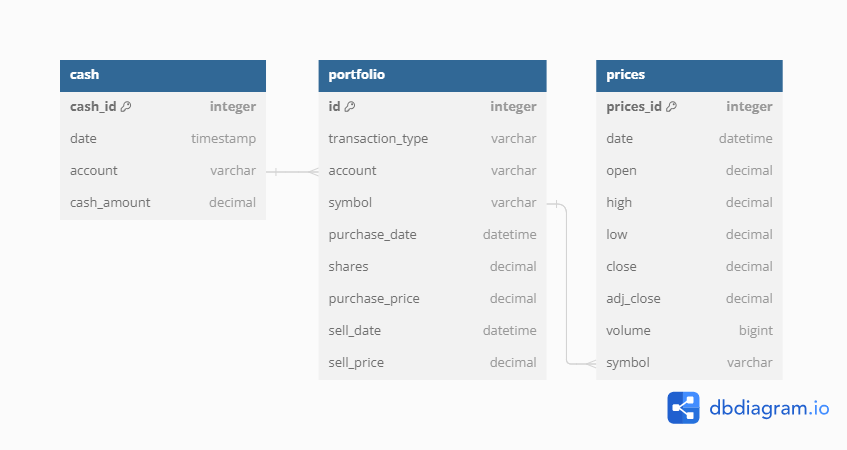 cash
cash_id integer
date timestamp
account varchar
cash_amount decimal
portfolio
id integer
transaction_type varchar
account varchar
symbol varchar
purchase_date datetime
shares decimal
purchase_price decimal
sell_date datetime
sell_price decimal
prices
prices_id integer
date datetime
open decimal
high decimal
low decimal
close decimal
adj_close decimal
volume bigint
symbol varchar
dbdiagram.io